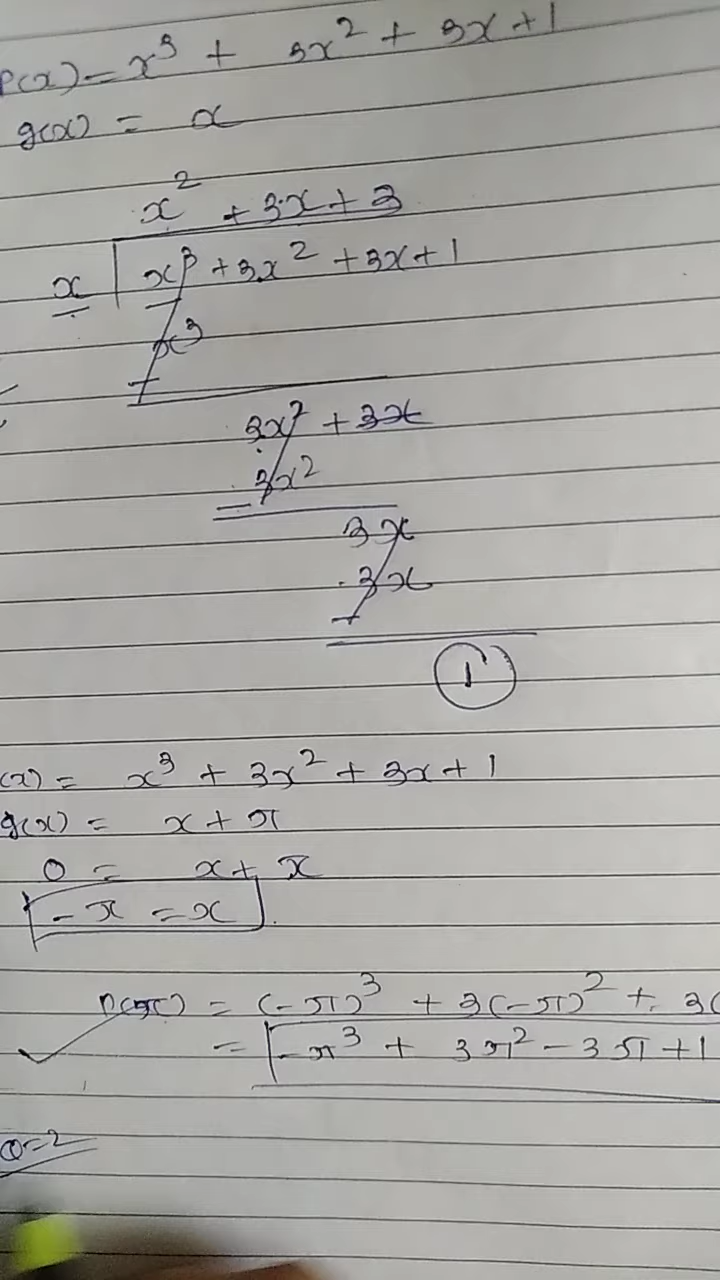 P(x) = x³ + 3x² + 3x + 1
g(x) = x
x² + 3x + 3
x x³ + 3x² + 3x + 1
x³
-
3x² + 3x
3x²
-
3x
3x
-
1
(x) = x³ + 3x² + 3x + 1
g(x) = x + π
0 = x + π
-π = x
= (-π)³ + 3(-π)² + 3(
= -π³ + 3π² - 3π + 1
Q=2